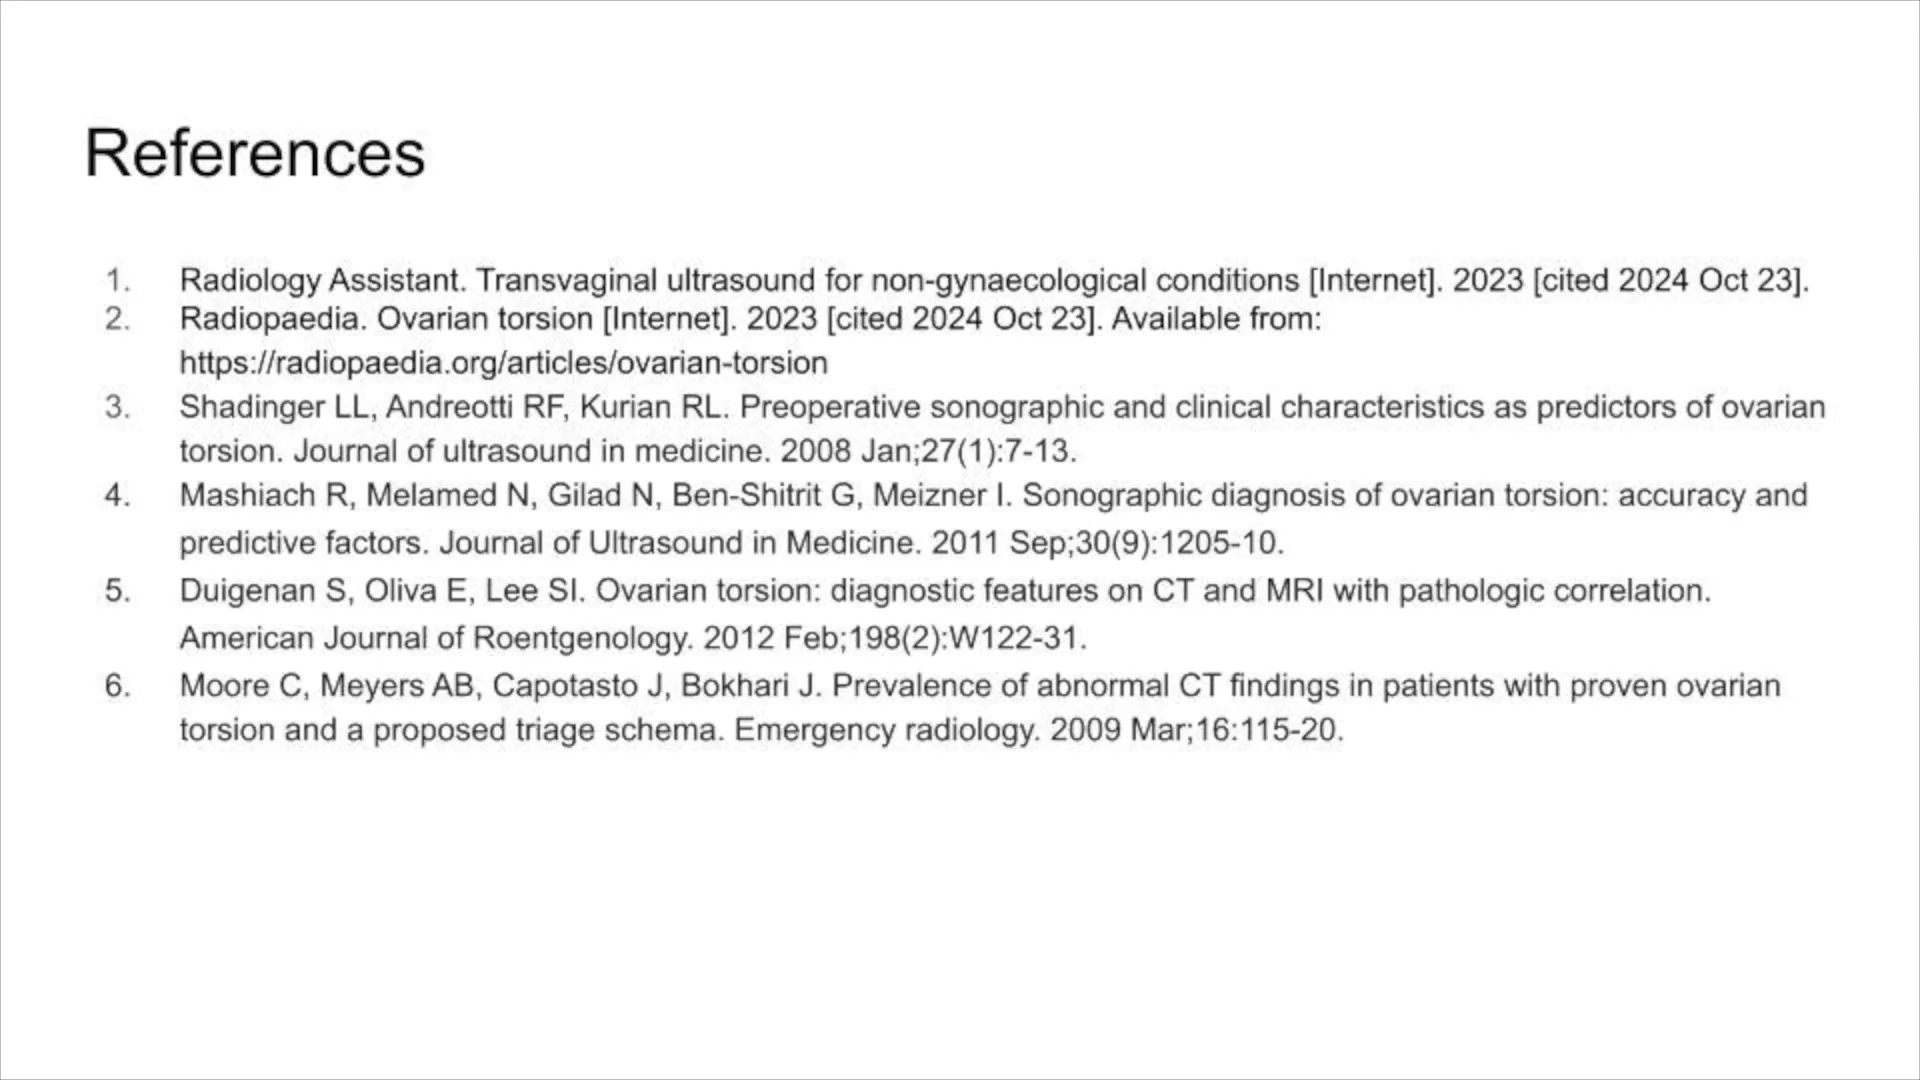 References
1. Radiology Assistant. Transvaginal ultrasound for non-gynaecological conditions [Internet]. 2023 [cited 2024 Oct 23].
2. Radiopaedia. Ovarian torsion [Internet]. 2023 [cited 2024 Oct 23]. Available from:
https://radiopaedia.org/articles/ovarian-torsion
3. Shadinger LL, Andreotti RF, Kurian RL. Preoperative sonographic and clinical characteristics as predictors of ovarian
torsion. Journal of ultrasound in medicine. 2008 Jan;27(1):7-13.
4. Mashiach R, Melamed N, Gilad N, Ben-Shitrit G, Meizner I. Sonographic diagnosis of ovarian torsion: accuracy and
predictive factors. Journal of Ultrasound in Medicine. 2011 Sep;30(9):1205-10.
5. Duigenan S, Oliva E, Lee SI. Ovarian torsion: diagnostic features on CT and MRI with pathologic correlation.
American Journal of Roentgenology. 2012 Feb;198(2):W122-31.
6. Moore C, Meyers AB, Capotasto J, Bokhari J. Prevalence of abnormal CT findings in patients with proven ovarian
torsion and a proposed triage schema. Emergency radiology. 2009 Mar;16:115-20.